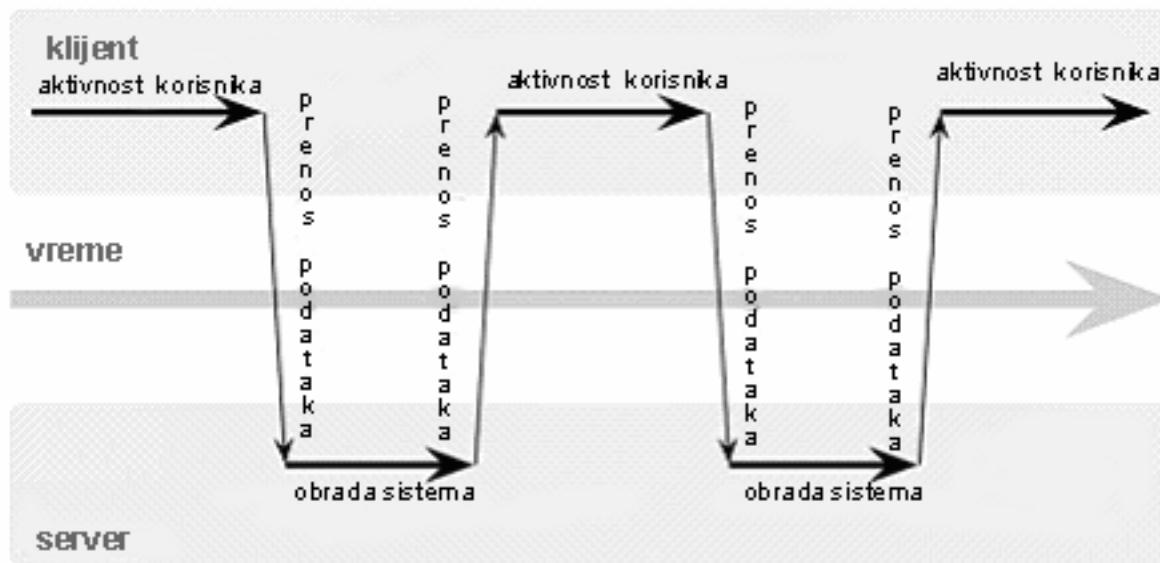 klijent
aktivnost korisnika
aktivnost korisnika
aktivnost korisnika
prenos podataka
prenos podataka
prenos podataka
prenos podataka
vreme
obrada sistema
obrada sistema
server